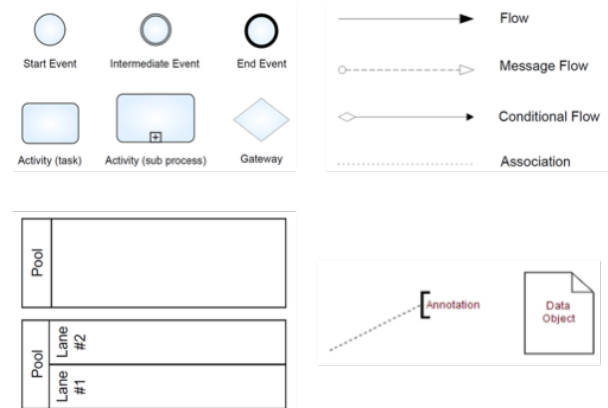 Start Event
Intermediate Event
End Event
Activity (task)
Activity (sub process)
Gateway
Flow
Message Flow
Conditional Flow
Association
Pool
Pool
Lane
#2
Lane
#1
Annotation
Data
Object